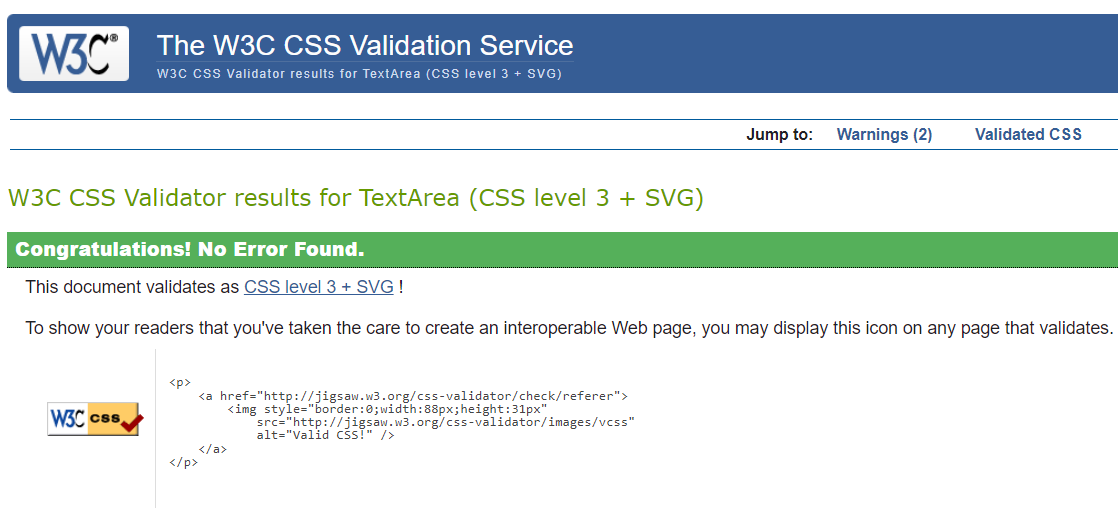 W3C®
The W3C CSS Validation Service
W3C CSS Validator results for TextArea (CSS level 3 + SVG)
Jump to: Warnings (2) Validated CSS
W3C CSS Validator results for TextArea (CSS level 3 + SVG)
Congratulations! No Error Found.
This document validates as CSS level 3 + SVG !
To show your readers that you've taken the care to create an interoperable Web page, you may display this icon on any page that validates.
W3C css
<p>
    <a href="http://jigsaw.w3.org/css-validator/check/referer">
        <img style="border:0;width:88px;height:31px"
            src="http://jigsaw.w3.org/css-validator/images/vcss"
            alt="Valid CSS!" />
    </a>
</p>